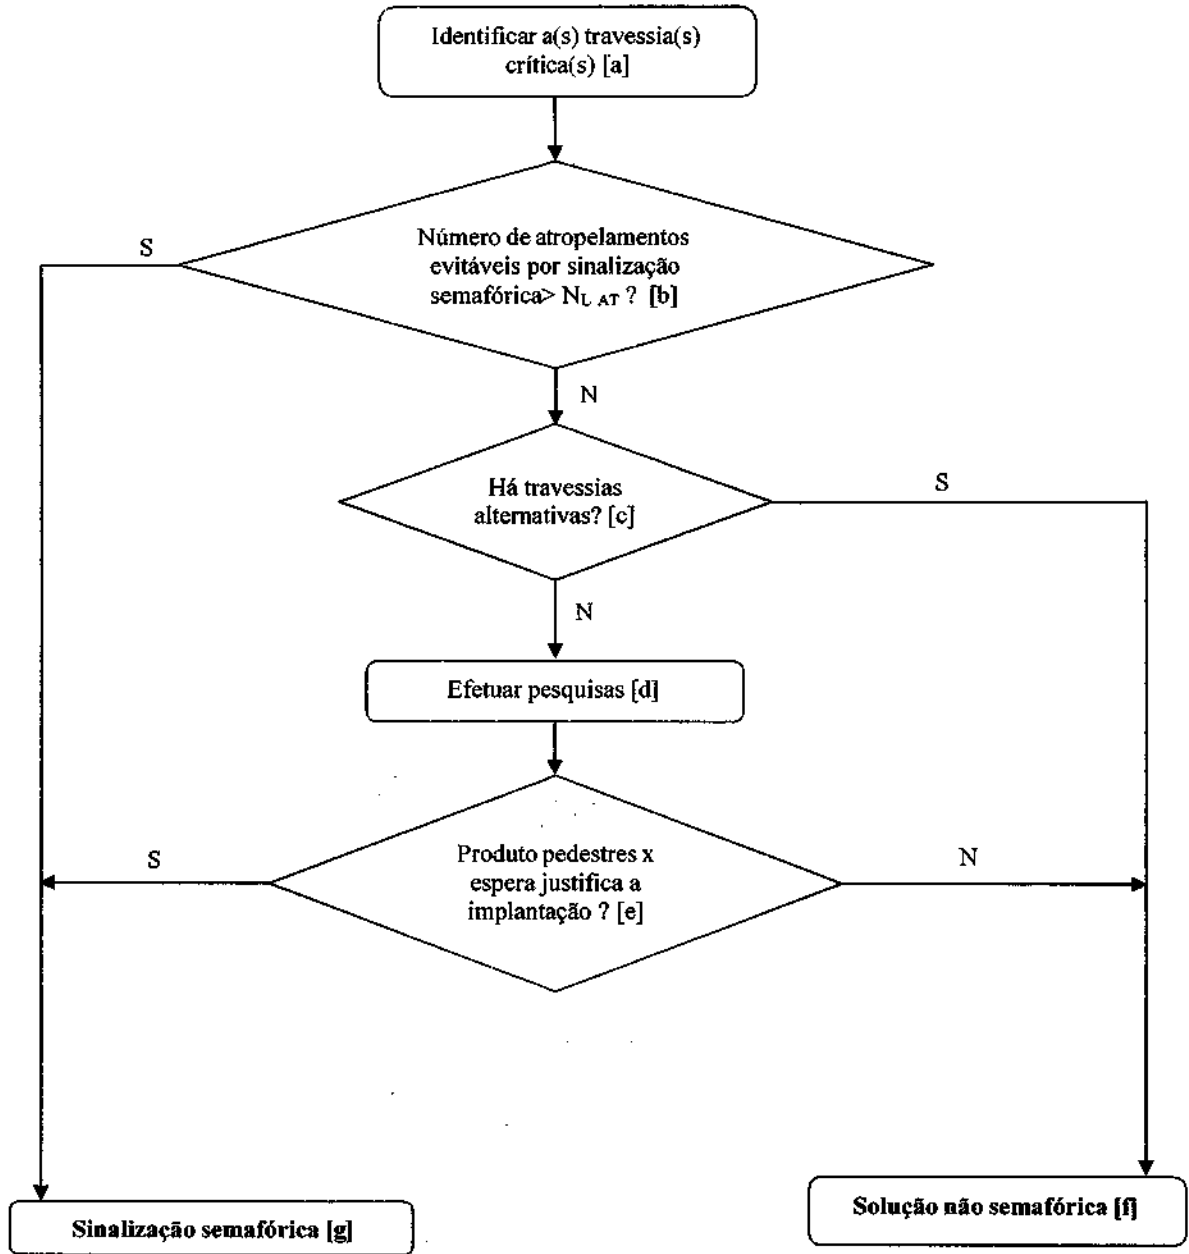 Identificar a(s) travessia(s)
crítica(s) [a]
S
Número de atropelamentos
evitáveis por sinalização
semafórica> NL AT ? [b]
N
Há travessias
alternativas? [c]
S
N
Efetuar pesquisas [d]
S
Produto pedestres x
espera justifica a
implantação ? [e]
N
Sinalização semafórica [g]
Solução não semafórica [f]